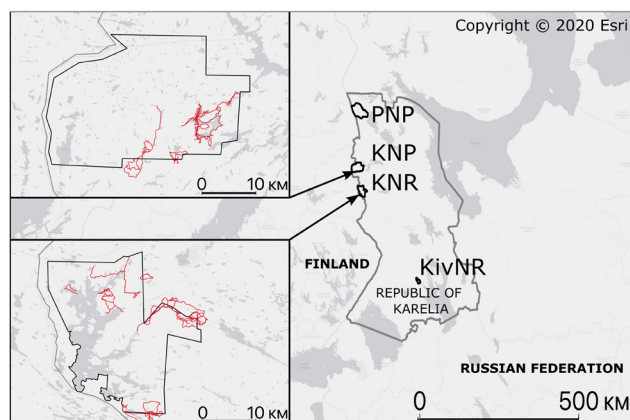 Copyright © 2020 Esri
PNP
KNP
KNR
0 10 KM
FINLAND
KivNR
REPUBLIC OF
KARELIA
RUSSIAN FEDERATION
0 500 KM
0 10 KM